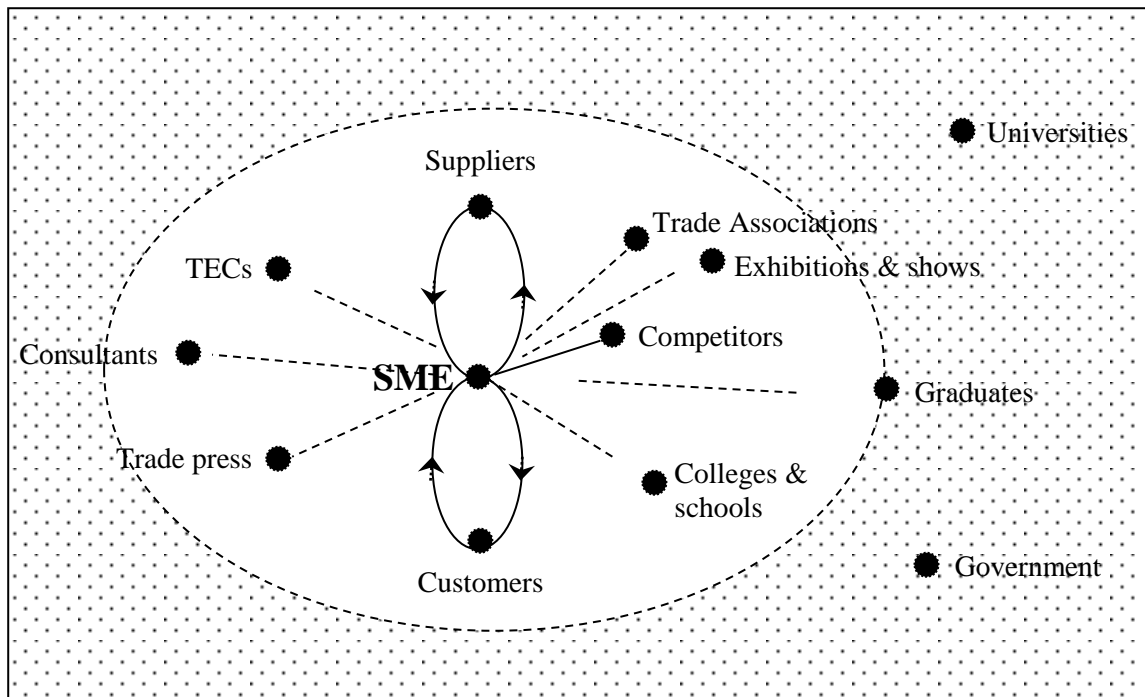 Universities
Suppliers
Trade Associations
TECs
Exhibitions & shows
Competitors
Consultants
SME
Graduates
Trade press
Colleges &
schools
Government
Customers